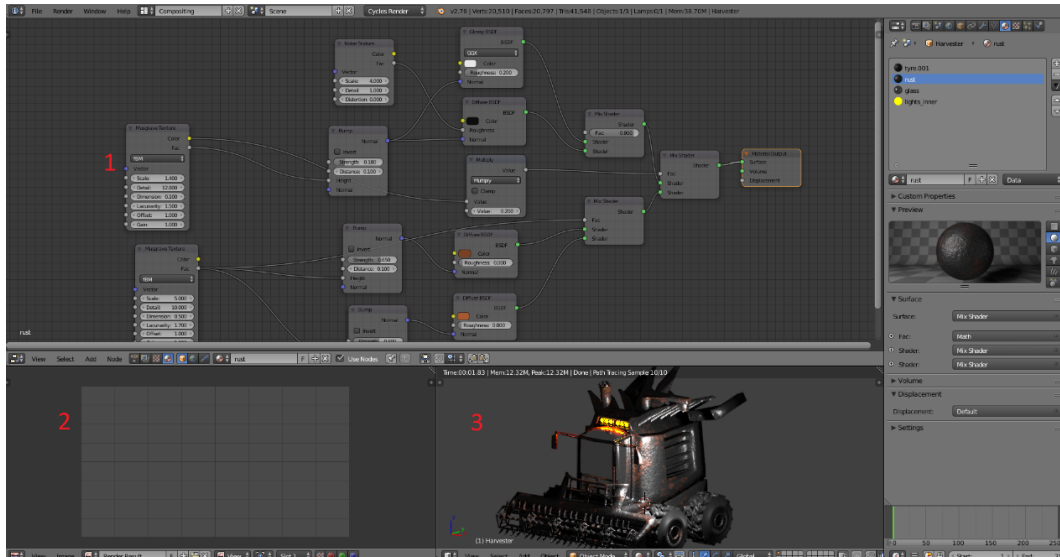 File Render Window Help Compositing Scene Cycles Render v2.78 | Verts:20,510 | Faces:20,797 | Tris:41,548 | Objects:1/3 | Lamps:0/1 | Mem:38.70M | Harvester
Noise Texture
Color
Fac
Vector
Scale: 4.000
Detail: 1.000
Distortion: 0.000
Glossy BSDF
BSDF
GGX
Color
Roughness: 0.200
Normal
Diffuse BSDF
BSDF
Color
Roughness
Normal
Musgrave Texture
Color
Fac
fBM
Vector
Scale: 1.400
Detail: 12.000
Dimension: 0.500
Lacunarity: 1.500
Offset: 1.000
Gain: 1.000
1
Bump
Normal
Invert
Strength: 0.180
Distance: 0.100
Height
Normal
Multiply
Value
Multiply
Clamp
Value
Value: 0.200
Mix Shader
Shader
Fac: 0.800
Shader
Shader
Mix Shader
Shader
Fac
Shader
Shader
Material Output
Surface
Volume
Displacement
Mix Shader
Shader
Fac
Shader
Shader
Musgrave Texture
Color
Fac
fBM
Vector
Scale: 5.000
Detail: 10.000
Dimension: 0.500
Lacunarity: 1.700
Offset: 1.000
Bump
Normal
Invert
Distance: 0.100
Height
Normal
Diffuse BSDF
BSDF
Color
Roughness: 0.000
Normal
Bump
Normal
Invert
Diffuse BSDF
BSDF
Color
Roughness: 0.800
Normal
rust
View Select Add Node rust F Use Nodes
2
Time:00:01.83 | Mem:12.32M, Peak:12.32M | Done | Path Tracing Sample 10/10
3
(1) Harvester
View Image Render Result F View Slot 1
View Select Add Object Object Mode Global
Harvester rust
tyre.001
rust
glass
lights_inner
rust F Data
Custom Properties
Preview
Surface
Surface: Mix Shader
Fac: Math
Shader: Mix Shader
Shader: Mix Shader
Volume
Displacement
Displacement: Default
Settings
0 50 100 150 200 250
Start: 1 End: